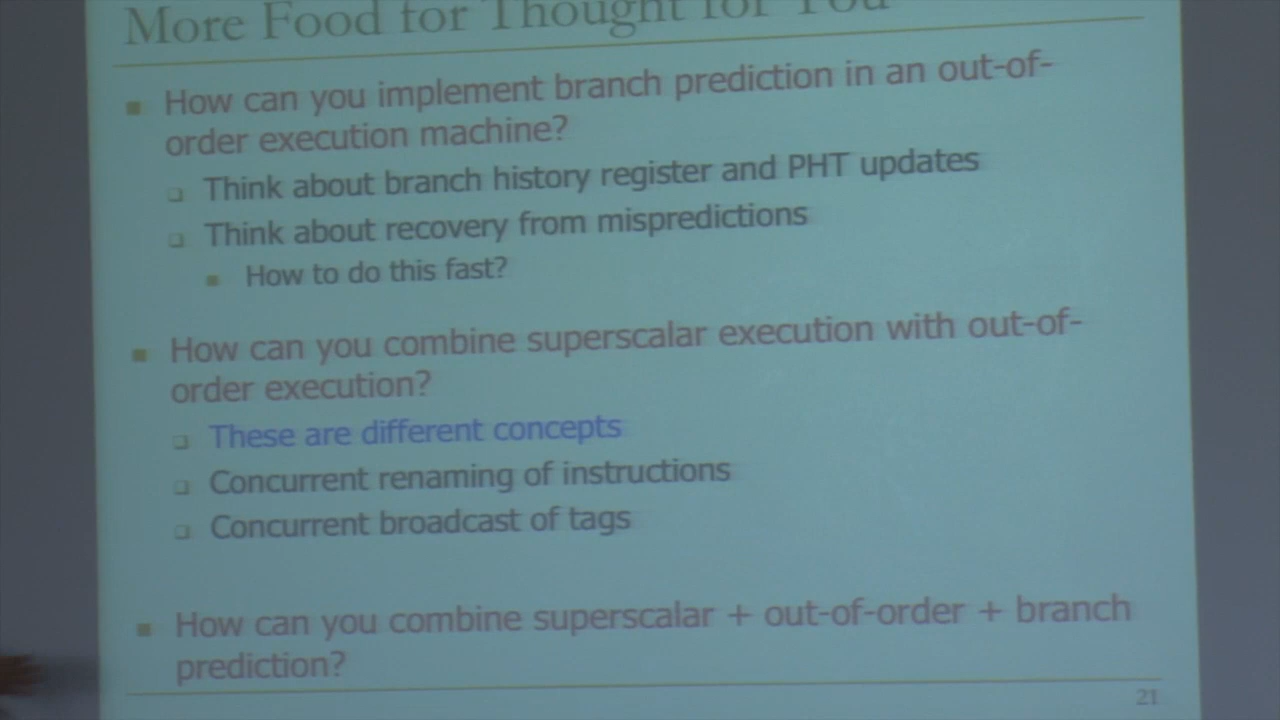 More Food for Thought for You
How can you implement branch prediction in an out-of-
order execution machine?
Think about branch history register and PHT updates
Think about recovery from mispredictions
How to do this fast?
How can you combine superscalar execution with out-of-
order execution?
These are different concepts
Concurrent renaming of instructions
Concurrent broadcast of tags
How can you combine superscalar + out-of-order + branch
prediction?
21